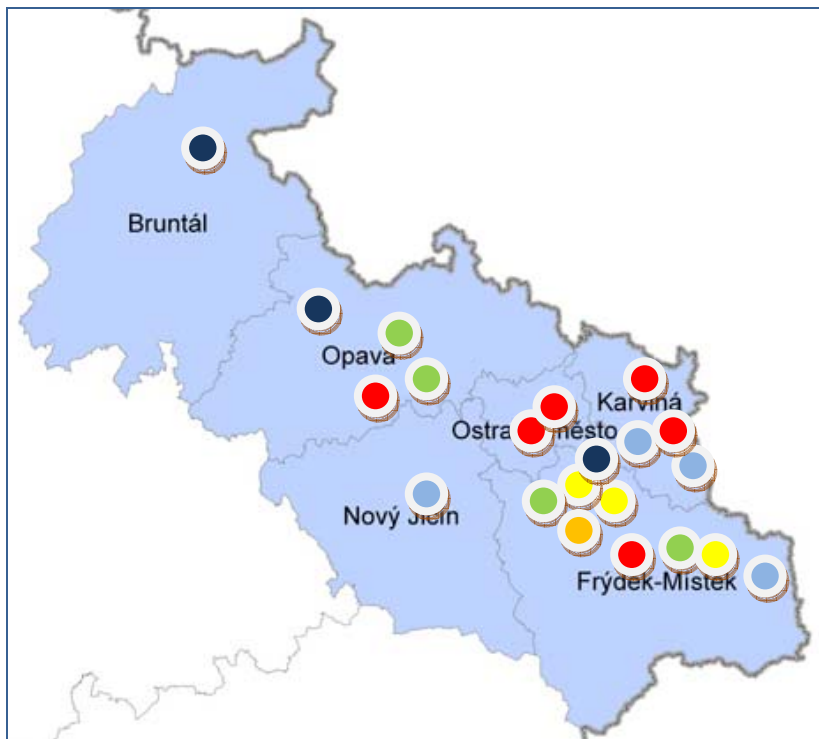 Bruntál
Opava
Karviná
Ostrava město
Nový Jičín
Frýdek-Místek